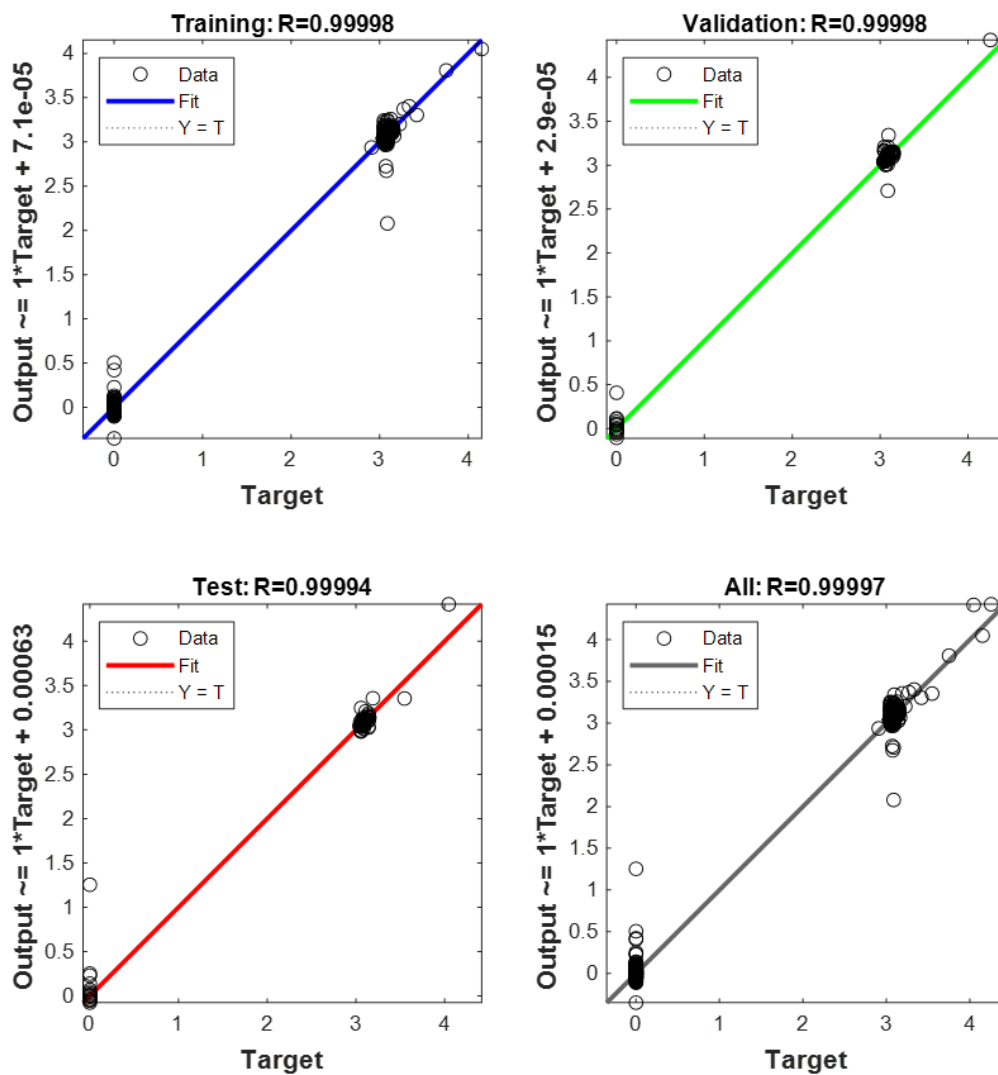 Training: R=0.99998
Output ~= 1*Target + 7.1e-05
4
3.5
3
2.5
2
1.5
1
0.5
0
Data
Fit
Y = T
0 1 2 3 4
Target
Validation: R=0.99998
Output ~= 1*Target + 2.9e-05
4
3.5
3
2.5
2
1.5
1
0.5
0
Data
Fit
Y = T
0 1 2 3 4
Target
Test: R=0.99994
Output ~= 1*Target + 0.00063
4
3.5
3
2.5
2
1.5
1
0.5
0
Data
Fit
Y = T
0 1 2 3 4
Target
All: R=0.99997
Output ~= 1*Target + 0.00015
4
3.5
3
2.5
2
1.5
1
0.5
0
Data
Fit
Y = T
0 1 2 3 4
Target